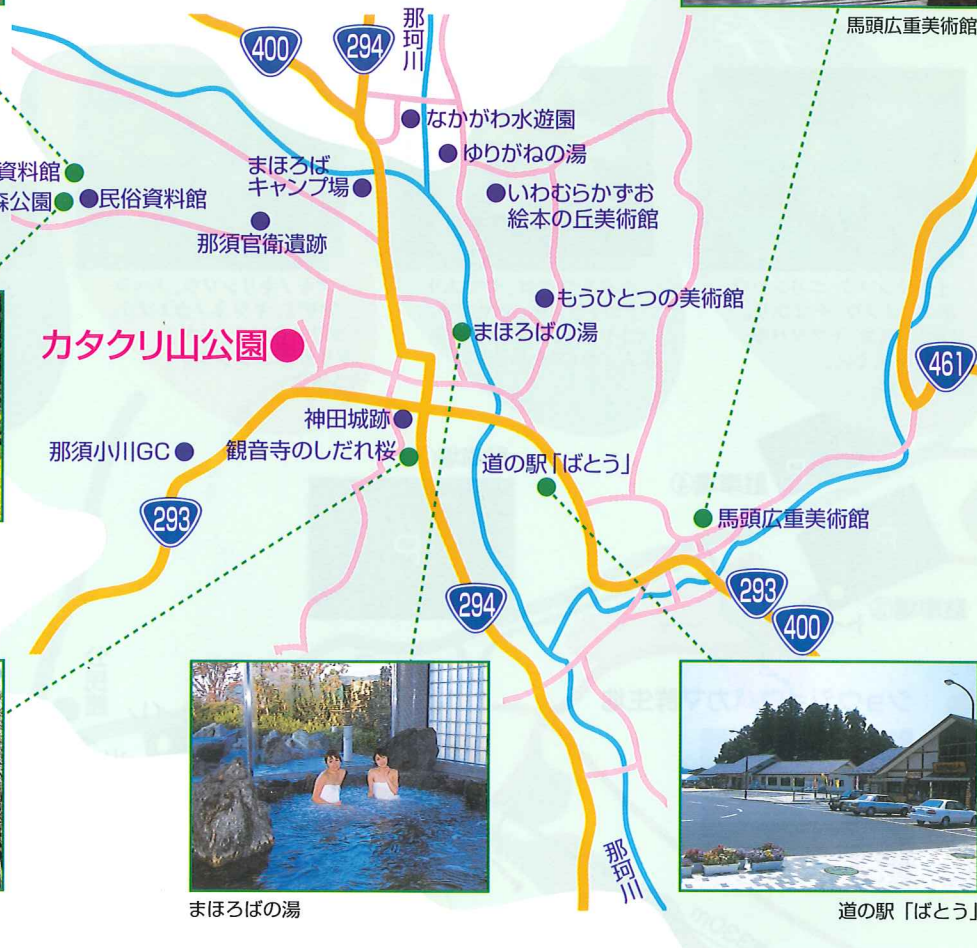 馬頭広重美術館
那珂川
400
294
なかがわ水遊園
ゆりがねの湯
まほろば
キャンプ場
いわむらかずお
絵本の丘美術館
資料館
森公園
民俗資料館
那須官衙遺跡
もうひとつの美術館
まほろばの湯
カタクリ山公園
461
神田城跡
那須小川GC
観音寺のしだれ桜
道の駅「ばとう」
馬頭広重美術館
293
294
293
400
那珂川
まほろばの湯
道の駅「ばとう」